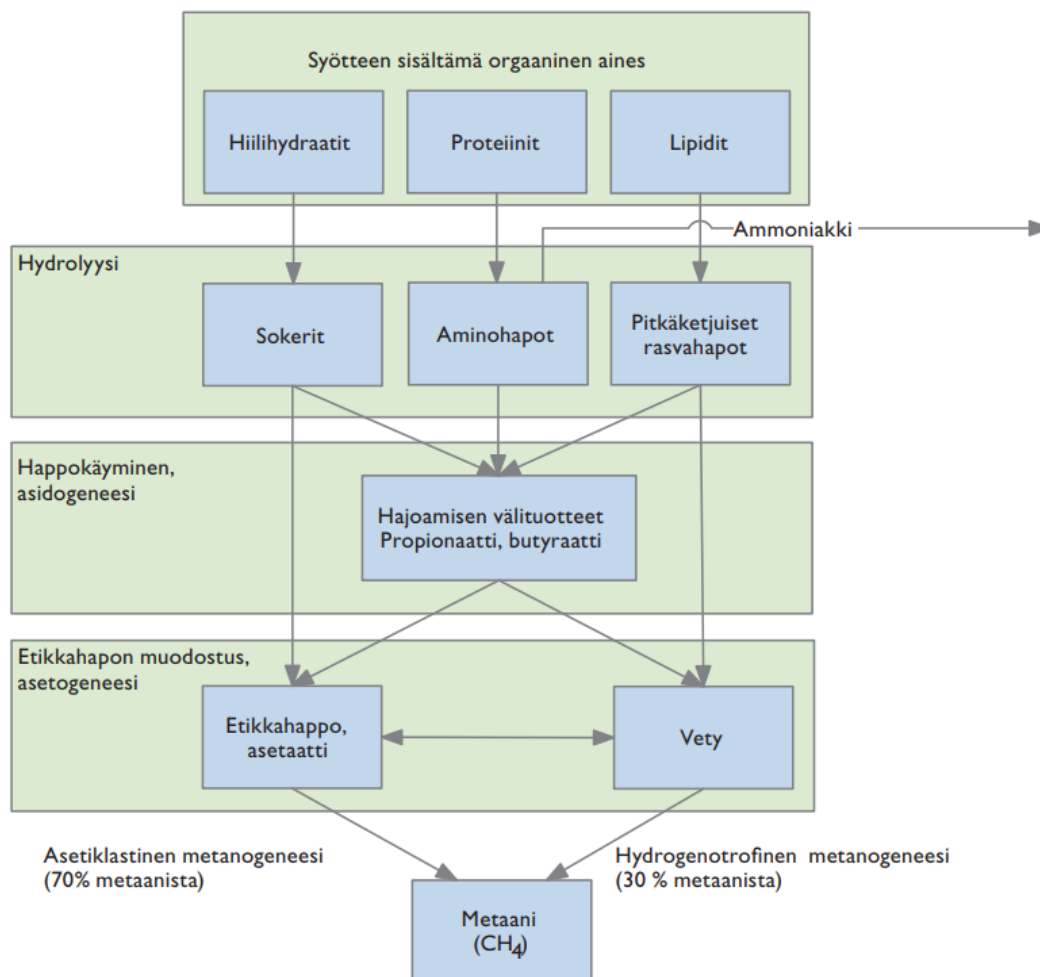 Syötteen sisältämä orgaaninen aines
Hiilihydraatit
Proteiinit
Lipidit
Ammoniakki
Hydrolyysi
Sokerit
Aminohapot
Pitkäketjuiset
rasvahapot
Happokäyminen,
asidogeneesi
Hajoamisen välituotteet
Propionaatti, butyraatti
Etikkahapon muodostus,
asetogeneesi
Etikkahappo,
asetaatti
Vety
Asetiklastinen metanogeneesi
(70% metaanista)
Hydrogenotrofinen metanogeneesi
(30 % metaanista)
Metaani
(CH4)